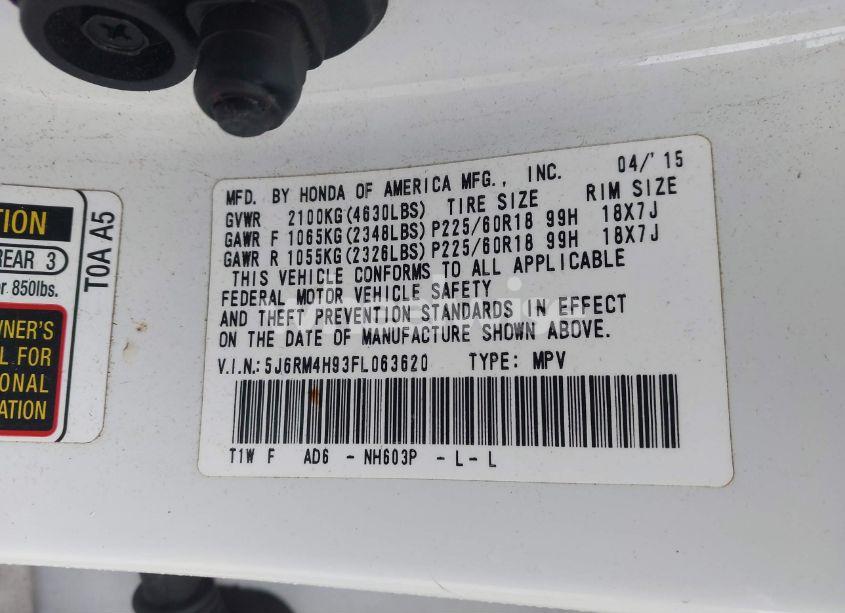 MFD. BY HONDA OF AMERICA MFG., INC. 04/'15
GVWR 2100KG(4630LBS) TIRE SIZE RIM SIZE
GAWR F 1065KG(2348LBS) P225/60R18 99H 18X7J
GAWR R 1055KG(2326LBS) P225/60R18 99H 18X7J
THIS VEHICLE CONFORMS TO ALL APPLICABLE
FEDERAL MOTOR VEHICLE SAFETY
AND THEFT PREVENTION STANDARDS IN EFFECT
ON THE DATE OF MANUFACTURE SHOWN ABOVE.
V.I.N.: 5J6RM4H93FL063620 TYPE: MPV
T1W F AD6 - NH603P - L - L
TION
REAR 3
r 850lbs.
T0A A5
WNER'S
L FOR
IONAL
ATION